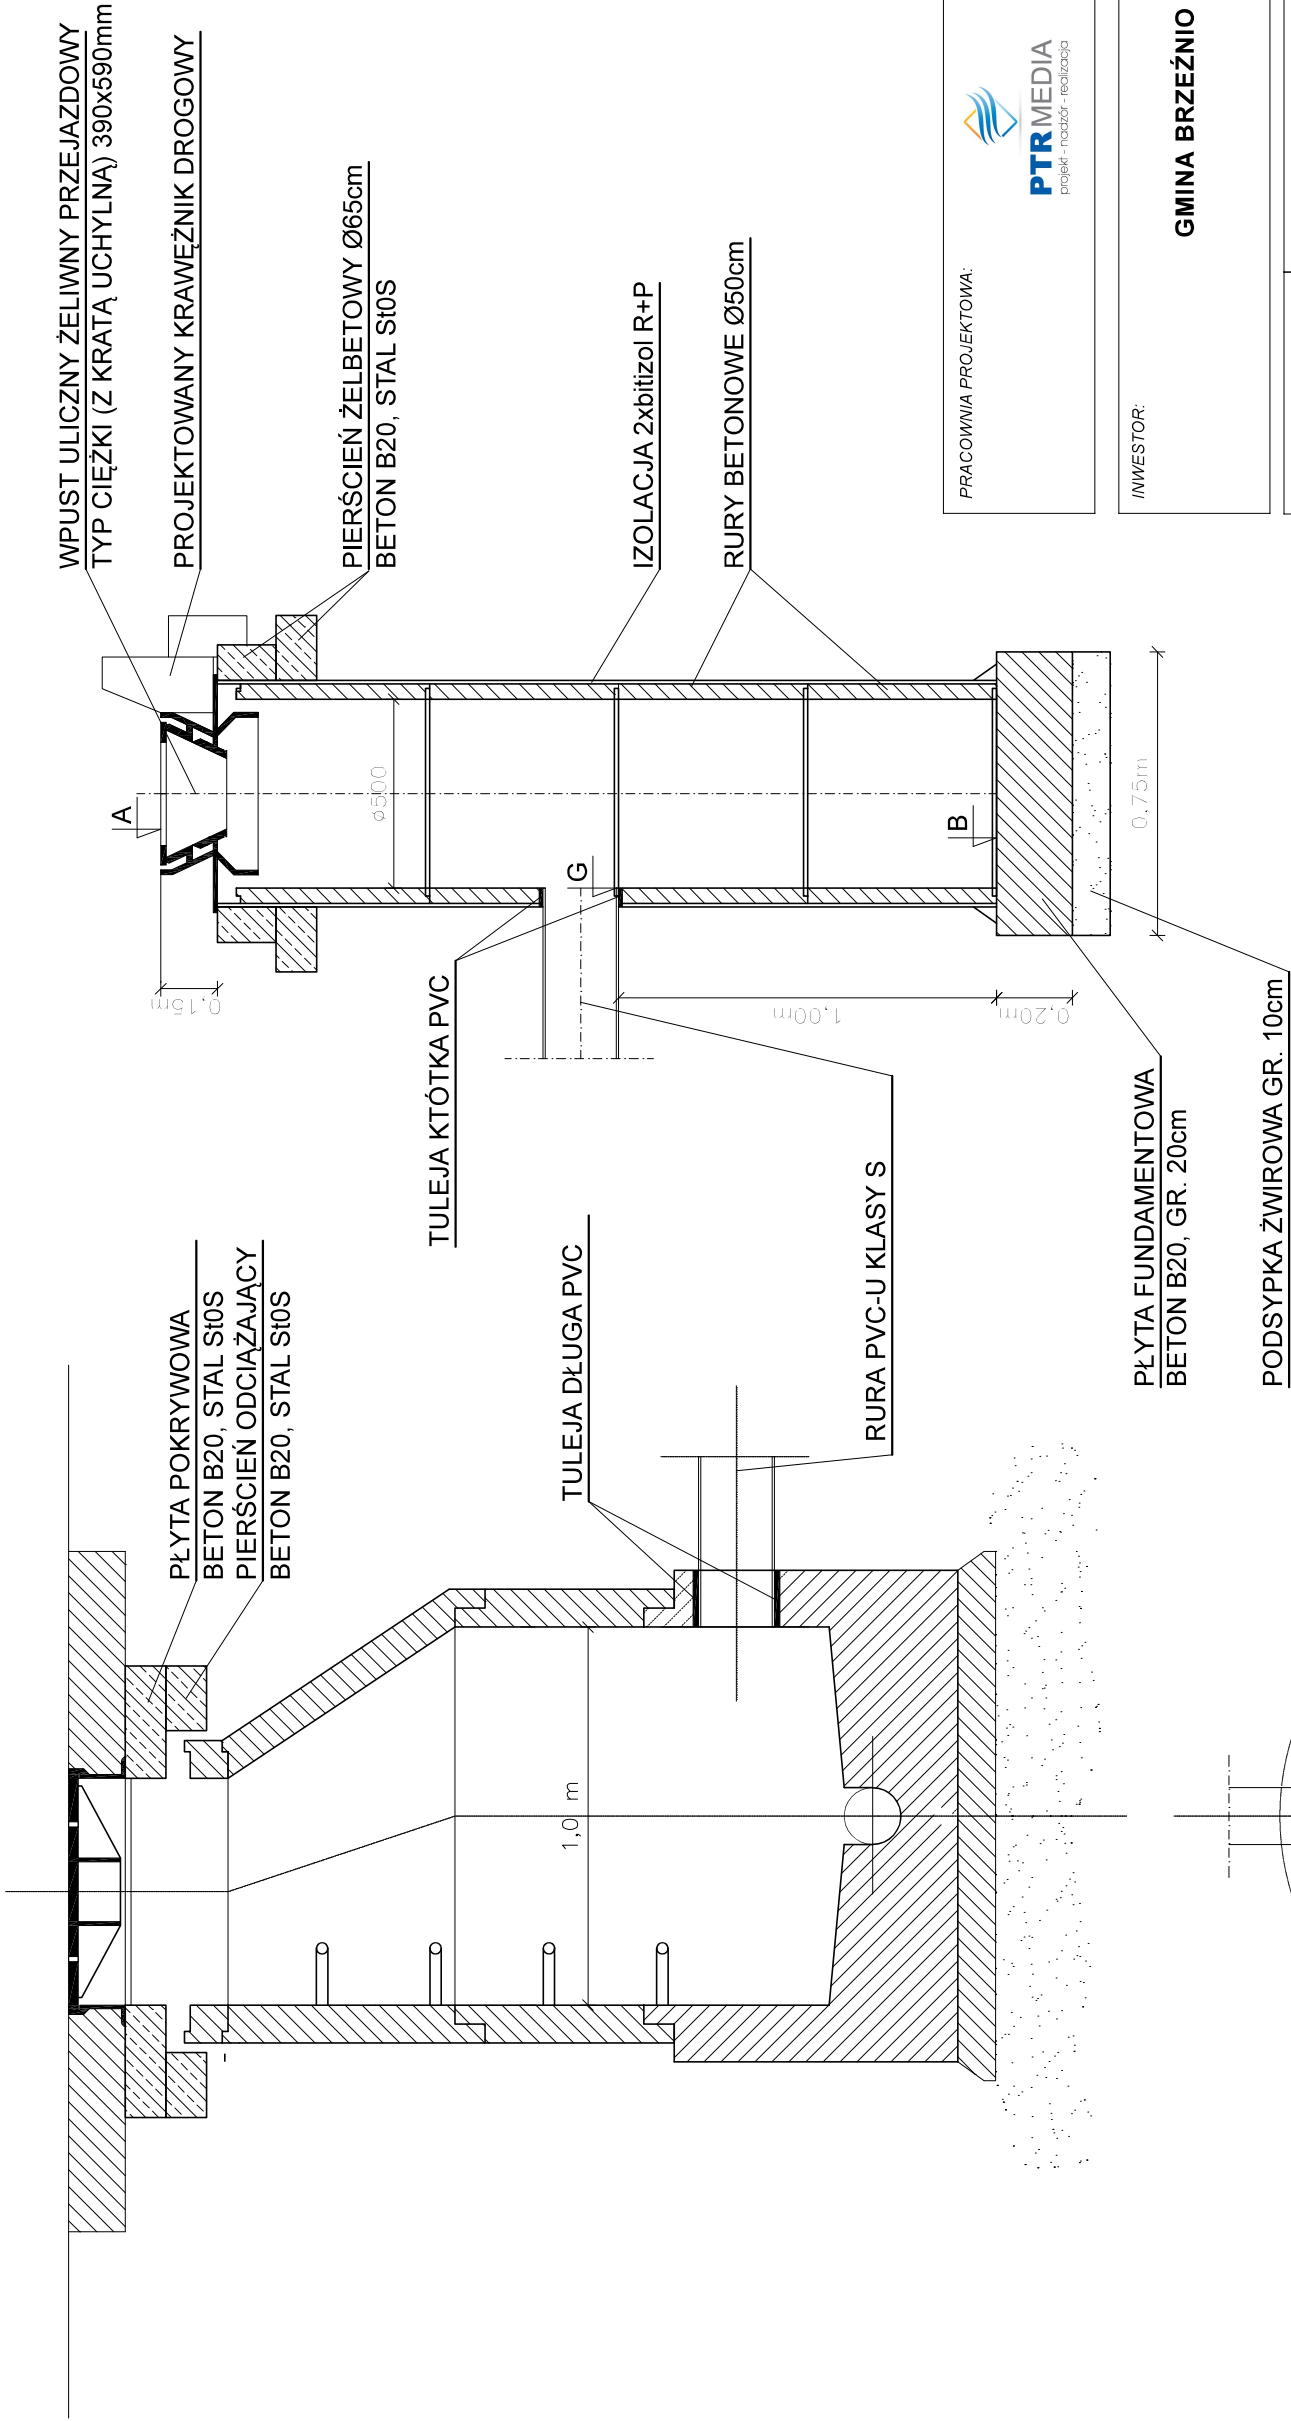 WPUST ULICZNY ŻELIWNY PRZEJAZDOWY
TYP CIĘŻKI (Z KRATĄ UCHYLNĄ) 390x590mm
PROJEKTOWANY KRAWĘŻNIK DROGOWY
PIERŚCIEŃ ŻELBETOWY Ø65cm
BETON B20, STAL St0S
IZOLACJA 2xbitizol R+P
RURY BETONOWE Ø50cm
A
0,15m
ø500
G
B
1,00m
0,20m
0,75m
TULEJA KTÓTKA PVC
PŁYTA POKRYWOWA
BETON B20, STAL St0S
PIERŚCIEŃ ODCIĄŻAJĄCY
BETON B20, STAL St0S
TULEJA DŁUGA PVC
RURA PVC-U KLASY S
1,0 m
PŁYTA FUNDAMENTOWA
BETON B20, GR. 20cm
PODSYPKA ŻWIROWA GR. 10cm
PRACOWNIA PROJEKTOWA:
PTR MEDIA
projekt - nadzór - realizacja
INWESTOR:
GMINA BRZEŹNIO